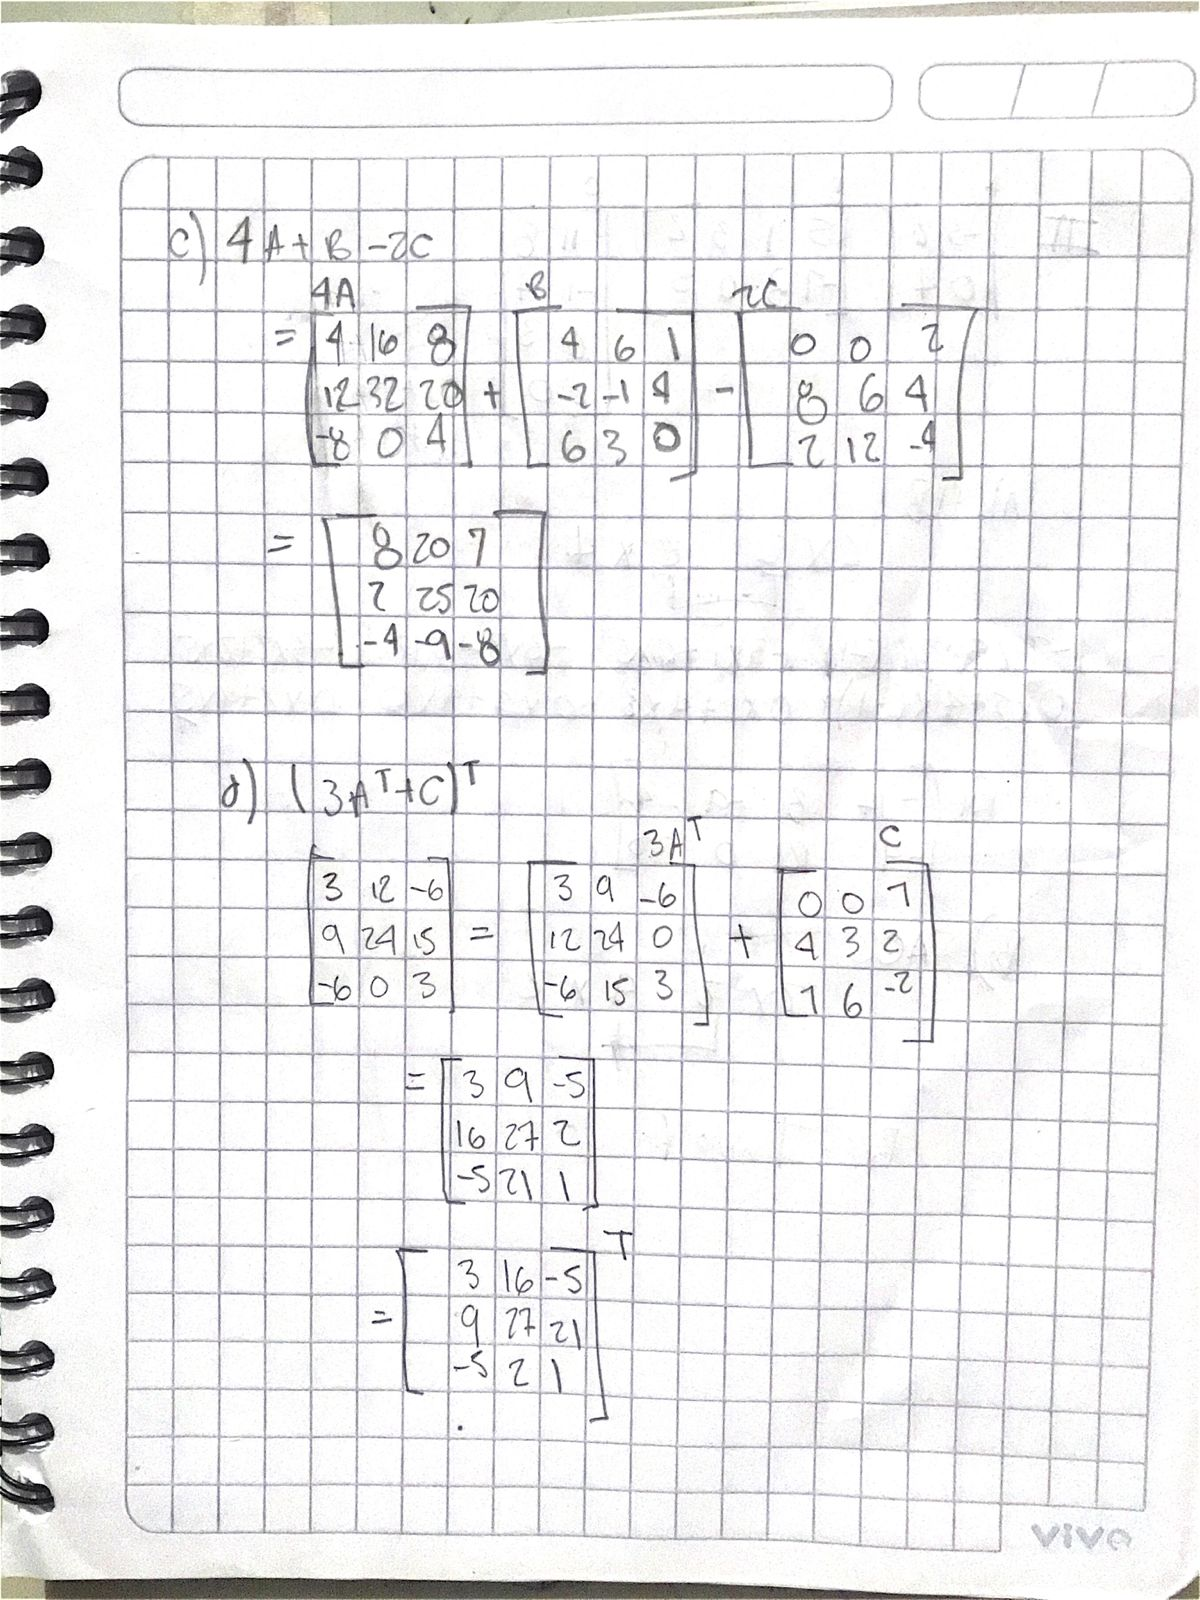 c) 4A + B - 2C
4A B 2C
= [ 4 16 8 ] + [ 4 6 1 ] - [ 0 0 2 ]
12 32 20 -2 -1 4 8 6 4
-8 0 4 6 3 0 2 12 -4
= [ 8 20 7 ]
2 25 20
-4 -9 -8
d) (3A^T + C)^T
3A^T C
[ 3 12 -6 ] = [ 3 9 -6 ] + [ 0 0 1 ]
9 24 15 12 24 0 4 3 2
-6 0 3 -6 15 3 1 6 -2
= [ 3 9 -5 ]
16 27 2
-5 21 1
= [ 3 16 -5 ]^T
9 27 21
-5 2 1
vivo